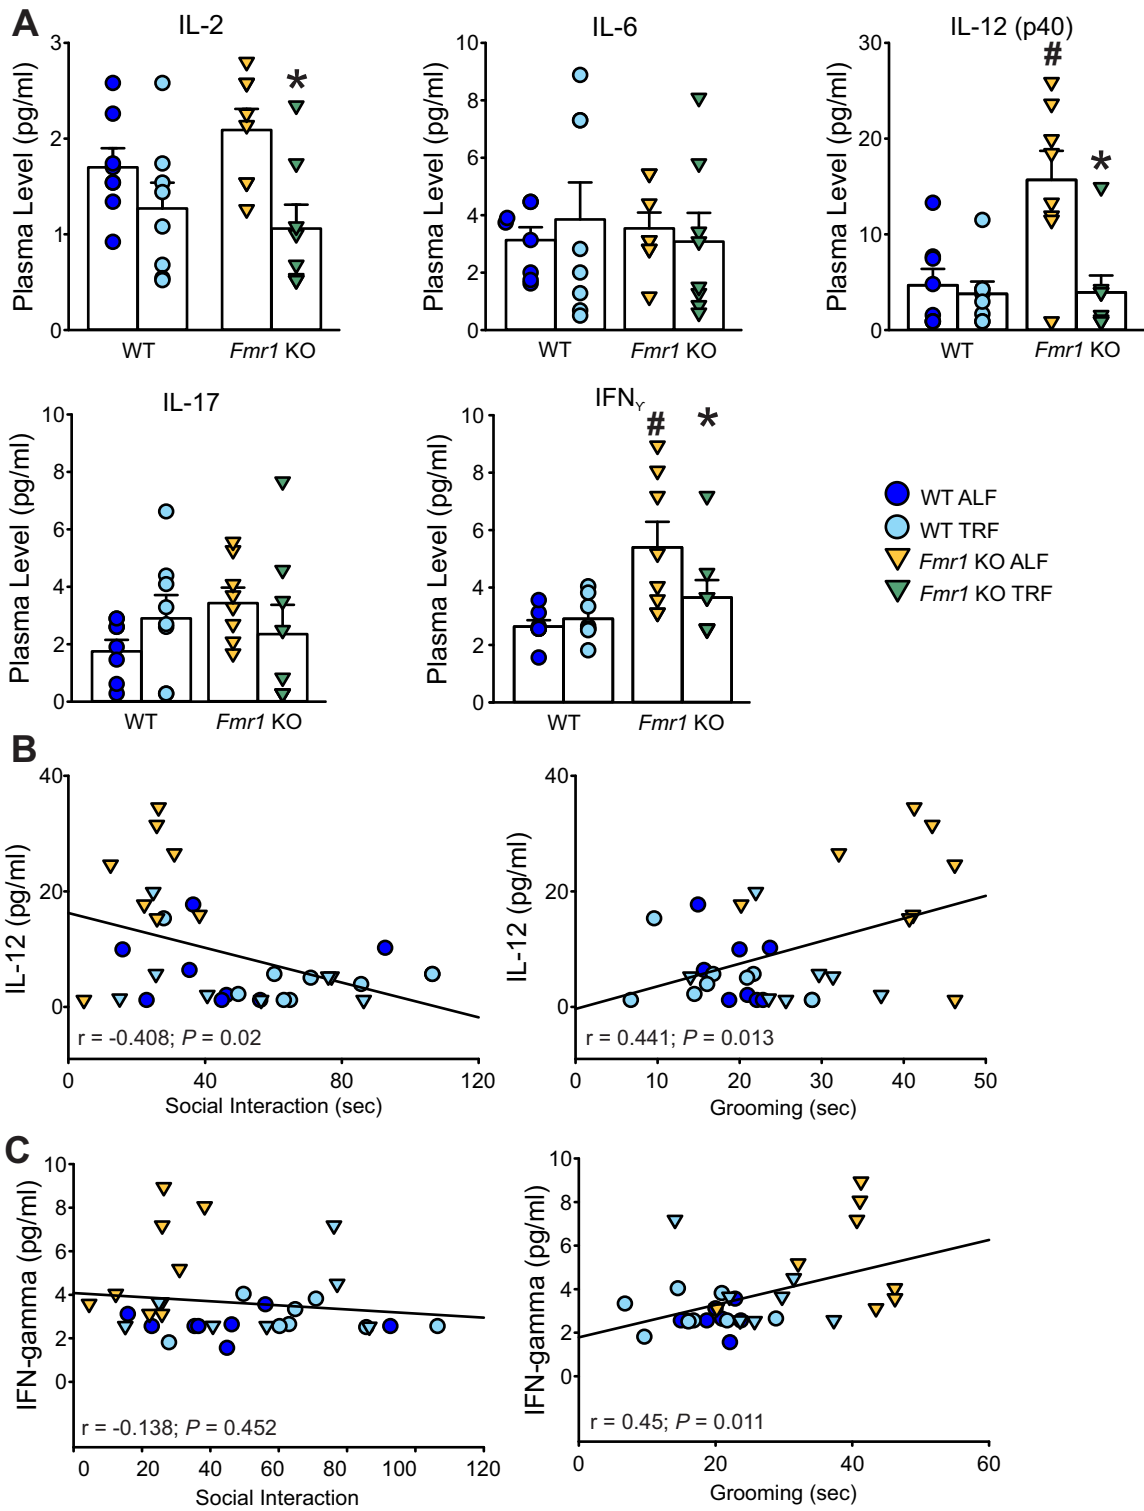 A
IL-2
Plasma Level (pg/ml)
3
2
1
0
WT
Fmr1 KO
*
IL-6
Plasma Level (pg/ml)
10
8
6
4
2
0
WT
Fmr1 KO
IL-12 (p40)
Plasma Level (pg/ml)
30
20
10
0
WT
Fmr1 KO
#
*
IL-17
Plasma Level (pg/ml)
10
8
6
4
2
0
WT
Fmr1 KO
IFNγ
Plasma Level (pg/ml)
10
8
6
4
2
0
WT
Fmr1 KO
#
*
WT ALF
WT TRF
Fmr1 KO ALF
Fmr1 KO TRF
B
IL-12 (pg/ml)
40
20
0
r = -0.408; P = 0.02
0 40 80 120
Social Interaction (sec)
IL-12 (pg/ml)
40
20
0
r = 0.441; P = 0.013
0 10 20 30 40 50
Grooming (sec)
C
IFN-gamma (pg/ml)
10
8
6
4
2
0
r = -0.138; P = 0.452
0 20 40 60 80 100 120
Social Interaction
IFN-gamma (pg/ml)
10
8
6
4
2
0
r = 0.45; P = 0.011
0 20 40 60
Grooming (sec)